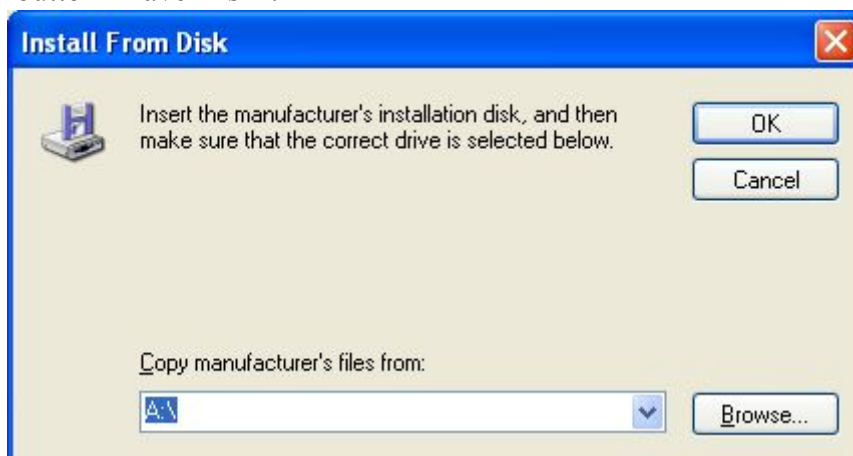 Install From Disk
Insert the manufacturer's installation disk, and then
make sure that the correct drive is selected below.
OK
Cancel
Copy manufacturer's files from:
A:\
Browse...